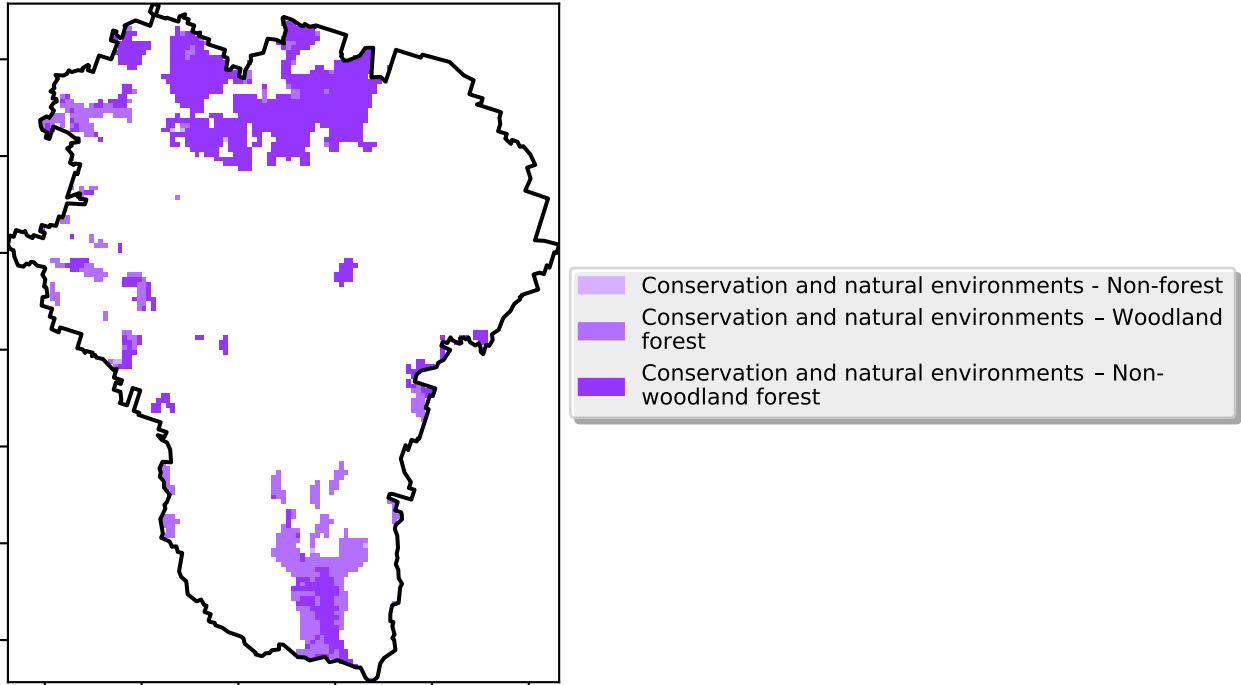 Conservation and natural environments - Non-forest
Conservation and natural environments – Woodland
forest
Conservation and natural environments – Non-
woodland forest